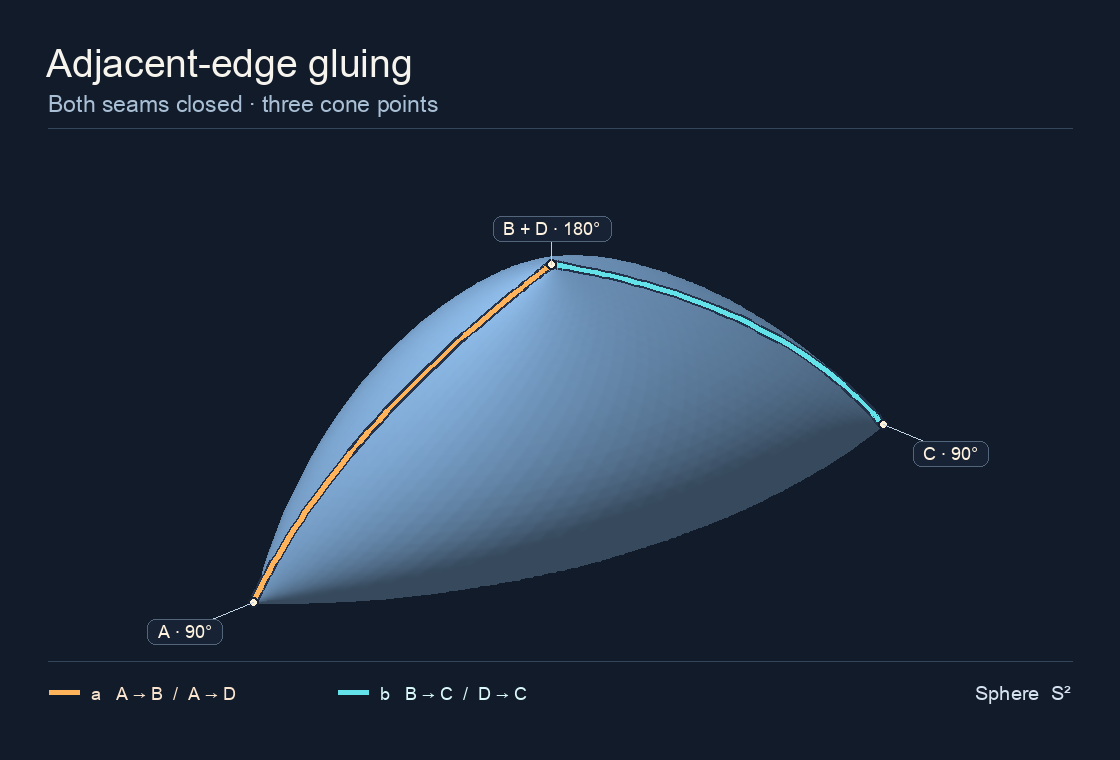 Adjacent-edge gluing
Both seams closed · three cone points
B + D · 180°
C · 90°
A · 90°
a A→B / A→D
b B→C / D→C
Sphere S²